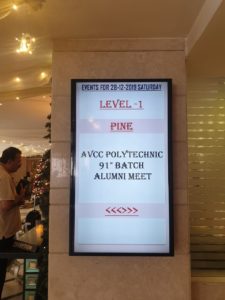 EVENTS FOR 28-12-2019 SATURDAY
LEVEL -1
PINE
AVCC POLYTECHNIC
91" BATCH
ALUMNI MEET
<<<>>>